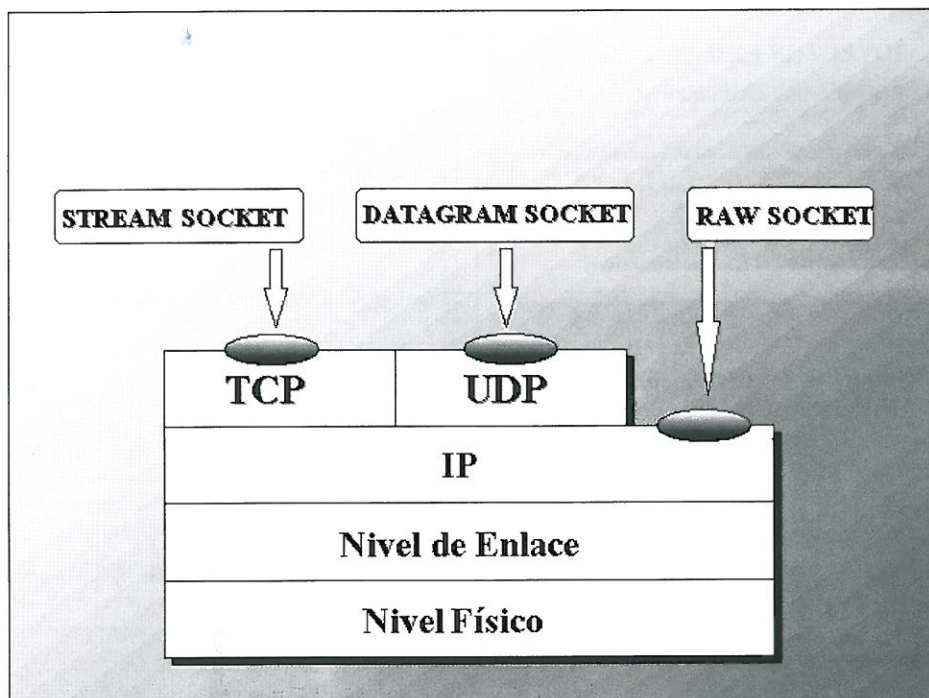 STREAM SOCKET
DATAGRAM SOCKET
RAW SOCKET
TCP
UDP
IP
Nivel de Enlace
Nivel Físico